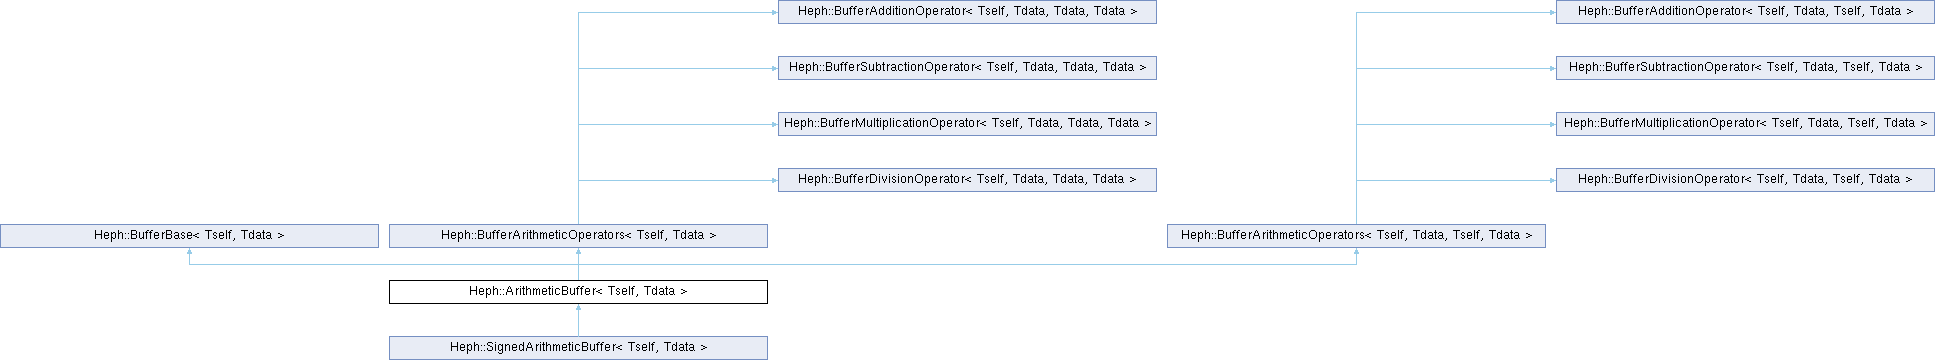 Heph::BufferAdditionOperator< Tself, Tdata, Tdata, Tdata >
Heph::BufferAdditionOperator< Tself, Tdata, Tself, Tdata >
Heph::BufferSubtractionOperator< Tself, Tdata, Tdata, Tdata >
Heph::BufferSubtractionOperator< Tself, Tdata, Tself, Tdata >
Heph::BufferMultiplicationOperator< Tself, Tdata, Tdata, Tdata >
Heph::BufferMultiplicationOperator< Tself, Tdata, Tself, Tdata >
Heph::BufferDivisionOperator< Tself, Tdata, Tdata, Tdata >
Heph::BufferDivisionOperator< Tself, Tdata, Tself, Tdata >
Heph::BufferBase< Tself, Tdata >
Heph::BufferArithmeticOperators< Tself, Tdata >
Heph::BufferArithmeticOperators< Tself, Tdata, Tself, Tdata >
Heph::ArithmeticBuffer< Tself, Tdata >
Heph::SignedArithmeticBuffer< Tself, Tdata >